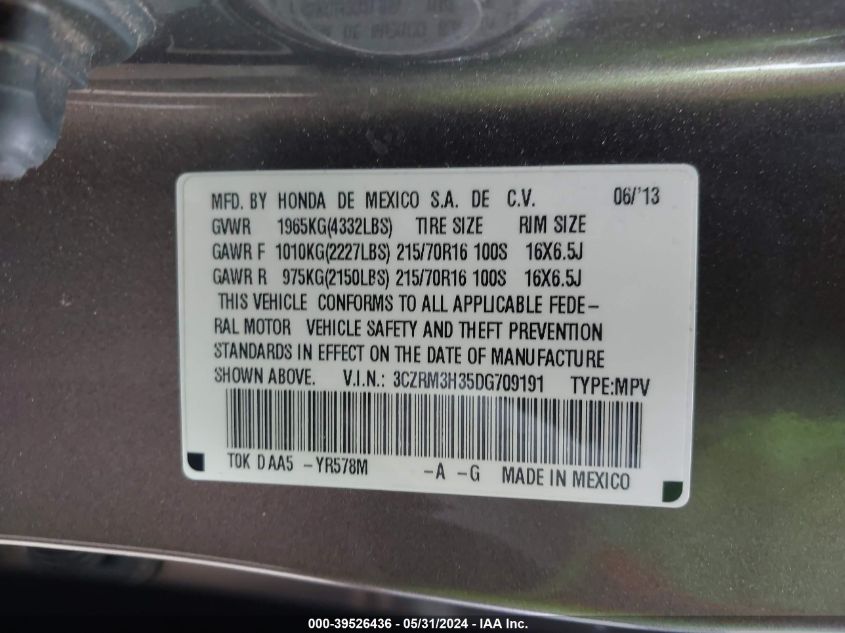 MFD. BY HONDA DE MEXICO S.A. DE C.V. 06/'13
GVWR 1965KG(4332LBS) TIRE SIZE RIM SIZE
GAWR F 1010KG(2227LBS) 215/70R16 100S 16X6.5J
GAWR R 975KG(2150LBS) 215/70R16 100S 16X6.5J
THIS VEHICLE CONFORMS TO ALL APPLICABLE FEDE-
RAL MOTOR VEHICLE SAFETY AND THEFT PREVENTION
STANDARDS IN EFFECT ON THE DATE OF MANUFACTURE
SHOWN ABOVE. V.I.N.: 3CZRM3H35DG709191 TYPE:MPV
T0K D AA5 -YR578M -A -G MADE IN MEXICO
000-39526436 - 05/31/2024 - IAA Inc.